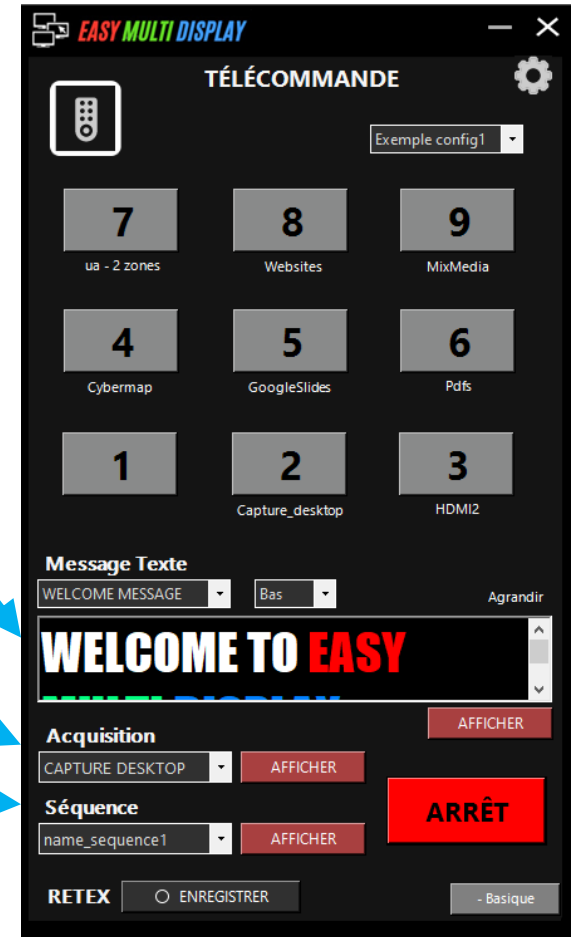 EASY MULTI DISPLAY
TÉLÉCOMMANDE
Exemple config1
7 8 9
ua - 2 zones Websites MixMedia
4 5 6
Cybermap GoogleSlides Pdfs
1 2 3
Capture_desktop HDMI2
Message Texte
WELCOME MESSAGE Bas Agrandir
WELCOME TO EASY
MULTI DISPLAY
AFFICHER
Acquisition
CAPTURE DESKTOP AFFICHER
ARRÊT
Séquence
name_sequence1 AFFICHER
RETEX ENREGISTRER - Basique